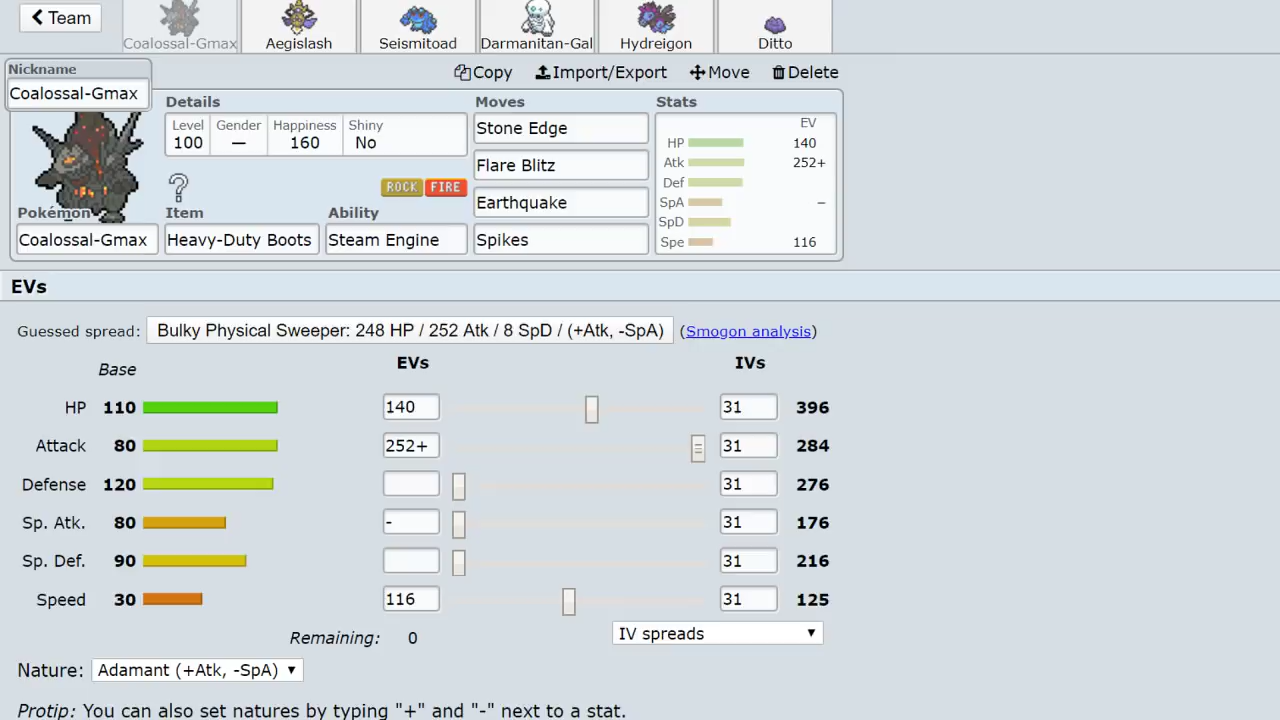 Team
Coalossal-Gmax
Aegislash
Seismitoad
Darmanitan-Gal
Hydreigon
Ditto
Nickname
Coalossal-Gmax
Copy
Import/Export
Move
Delete
Details
Level
100
Gender
—
Happiness
160
Shiny
No
ROCK
FIRE
Pokémon
Coalossal-Gmax
Item
Heavy-Duty Boots
Ability
Steam Engine
Moves
Stone Edge
Flare Blitz
Earthquake
Spikes
Stats
EV
HP 140
Atk 252+
Def
SpA –
SpD
Spe 116
EVs
Guessed spread: Bulky Physical Sweeper: 248 HP / 252 Atk / 8 SpD / (+Atk, -SpA) (Smogon analysis)
Base EVs IVs
HP 110 140 31 396
Attack 80 252+ 31 284
Defense 120 31 276
Sp. Atk. 80 - 31 176
Sp. Def. 90 31 216
Speed 30 116 31 125
Remaining: 0
IV spreads
Nature: Adamant (+Atk, -SpA)
Protip: You can also set natures by typing "+" and "-" next to a stat.